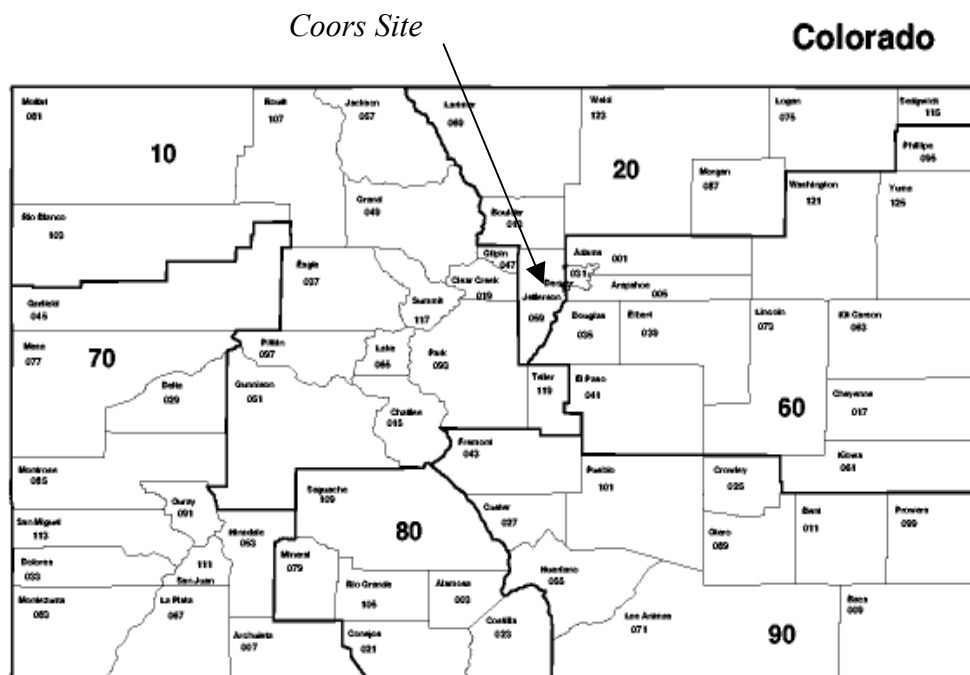 Coors Site
Colorado
Moffat
081
Routt
107
Jackson
057
Larimer
069
Weld
123
Logan
075
Sedgwick
115
Phillips
095
10
20
Grand
049
Morgan
087
Washington
121
Yuma
125
Rio Blanco
103
Boulder
013
Gilpin
047
Adams
001
031
Denver
Eagle
037
Clear Creek
019
Arapahoe
005
Garfield
045
Summit
117
Jefferson
059
Douglas
035
Elbert
039
Lincoln
073
Kit Carson
063
Mesa
077
70
Pitkin
097
Lake
065
Park
093
Delta
029
Gunnison
051
Teller
119
El Paso
041
60
Cheyenne
017
Chaffee
015
Fremont
043
Kiowa
061
Montrose
085
Saguache
109
Pueblo
101
Crowley
025
Ouray
091
Custer
027
San Miguel
113
Hinsdale
053
80
Otero
089
Bent
011
Prowers
099
Dolores
033
111
San Juan
Mineral
079
Rio Grande
105
Alamosa
003
Huerfano
055
Montezuma
083
La Plata
067
Baca
009
Archuleta
007
Conejos
021
Costilla
023
Las Animas
071
90